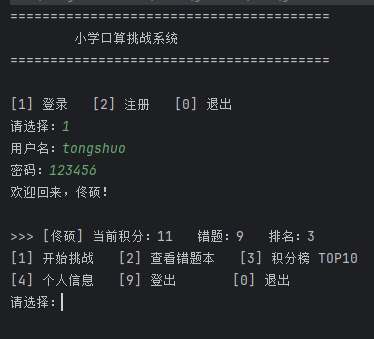 ========================================
小学口算挑战系统
========================================
[1] 登录 [2] 注册 [0] 退出
请选择：1
用户名：tongshuo
密码：123456
欢迎回来，佟硕！
>>> [佟硕] 当前积分：11 错题：9 排名：3
[1] 开始挑战 [2] 查看错题本 [3] 积分榜 TOP10
[4] 个人信息 [9] 登出 [0] 退出
请选择：